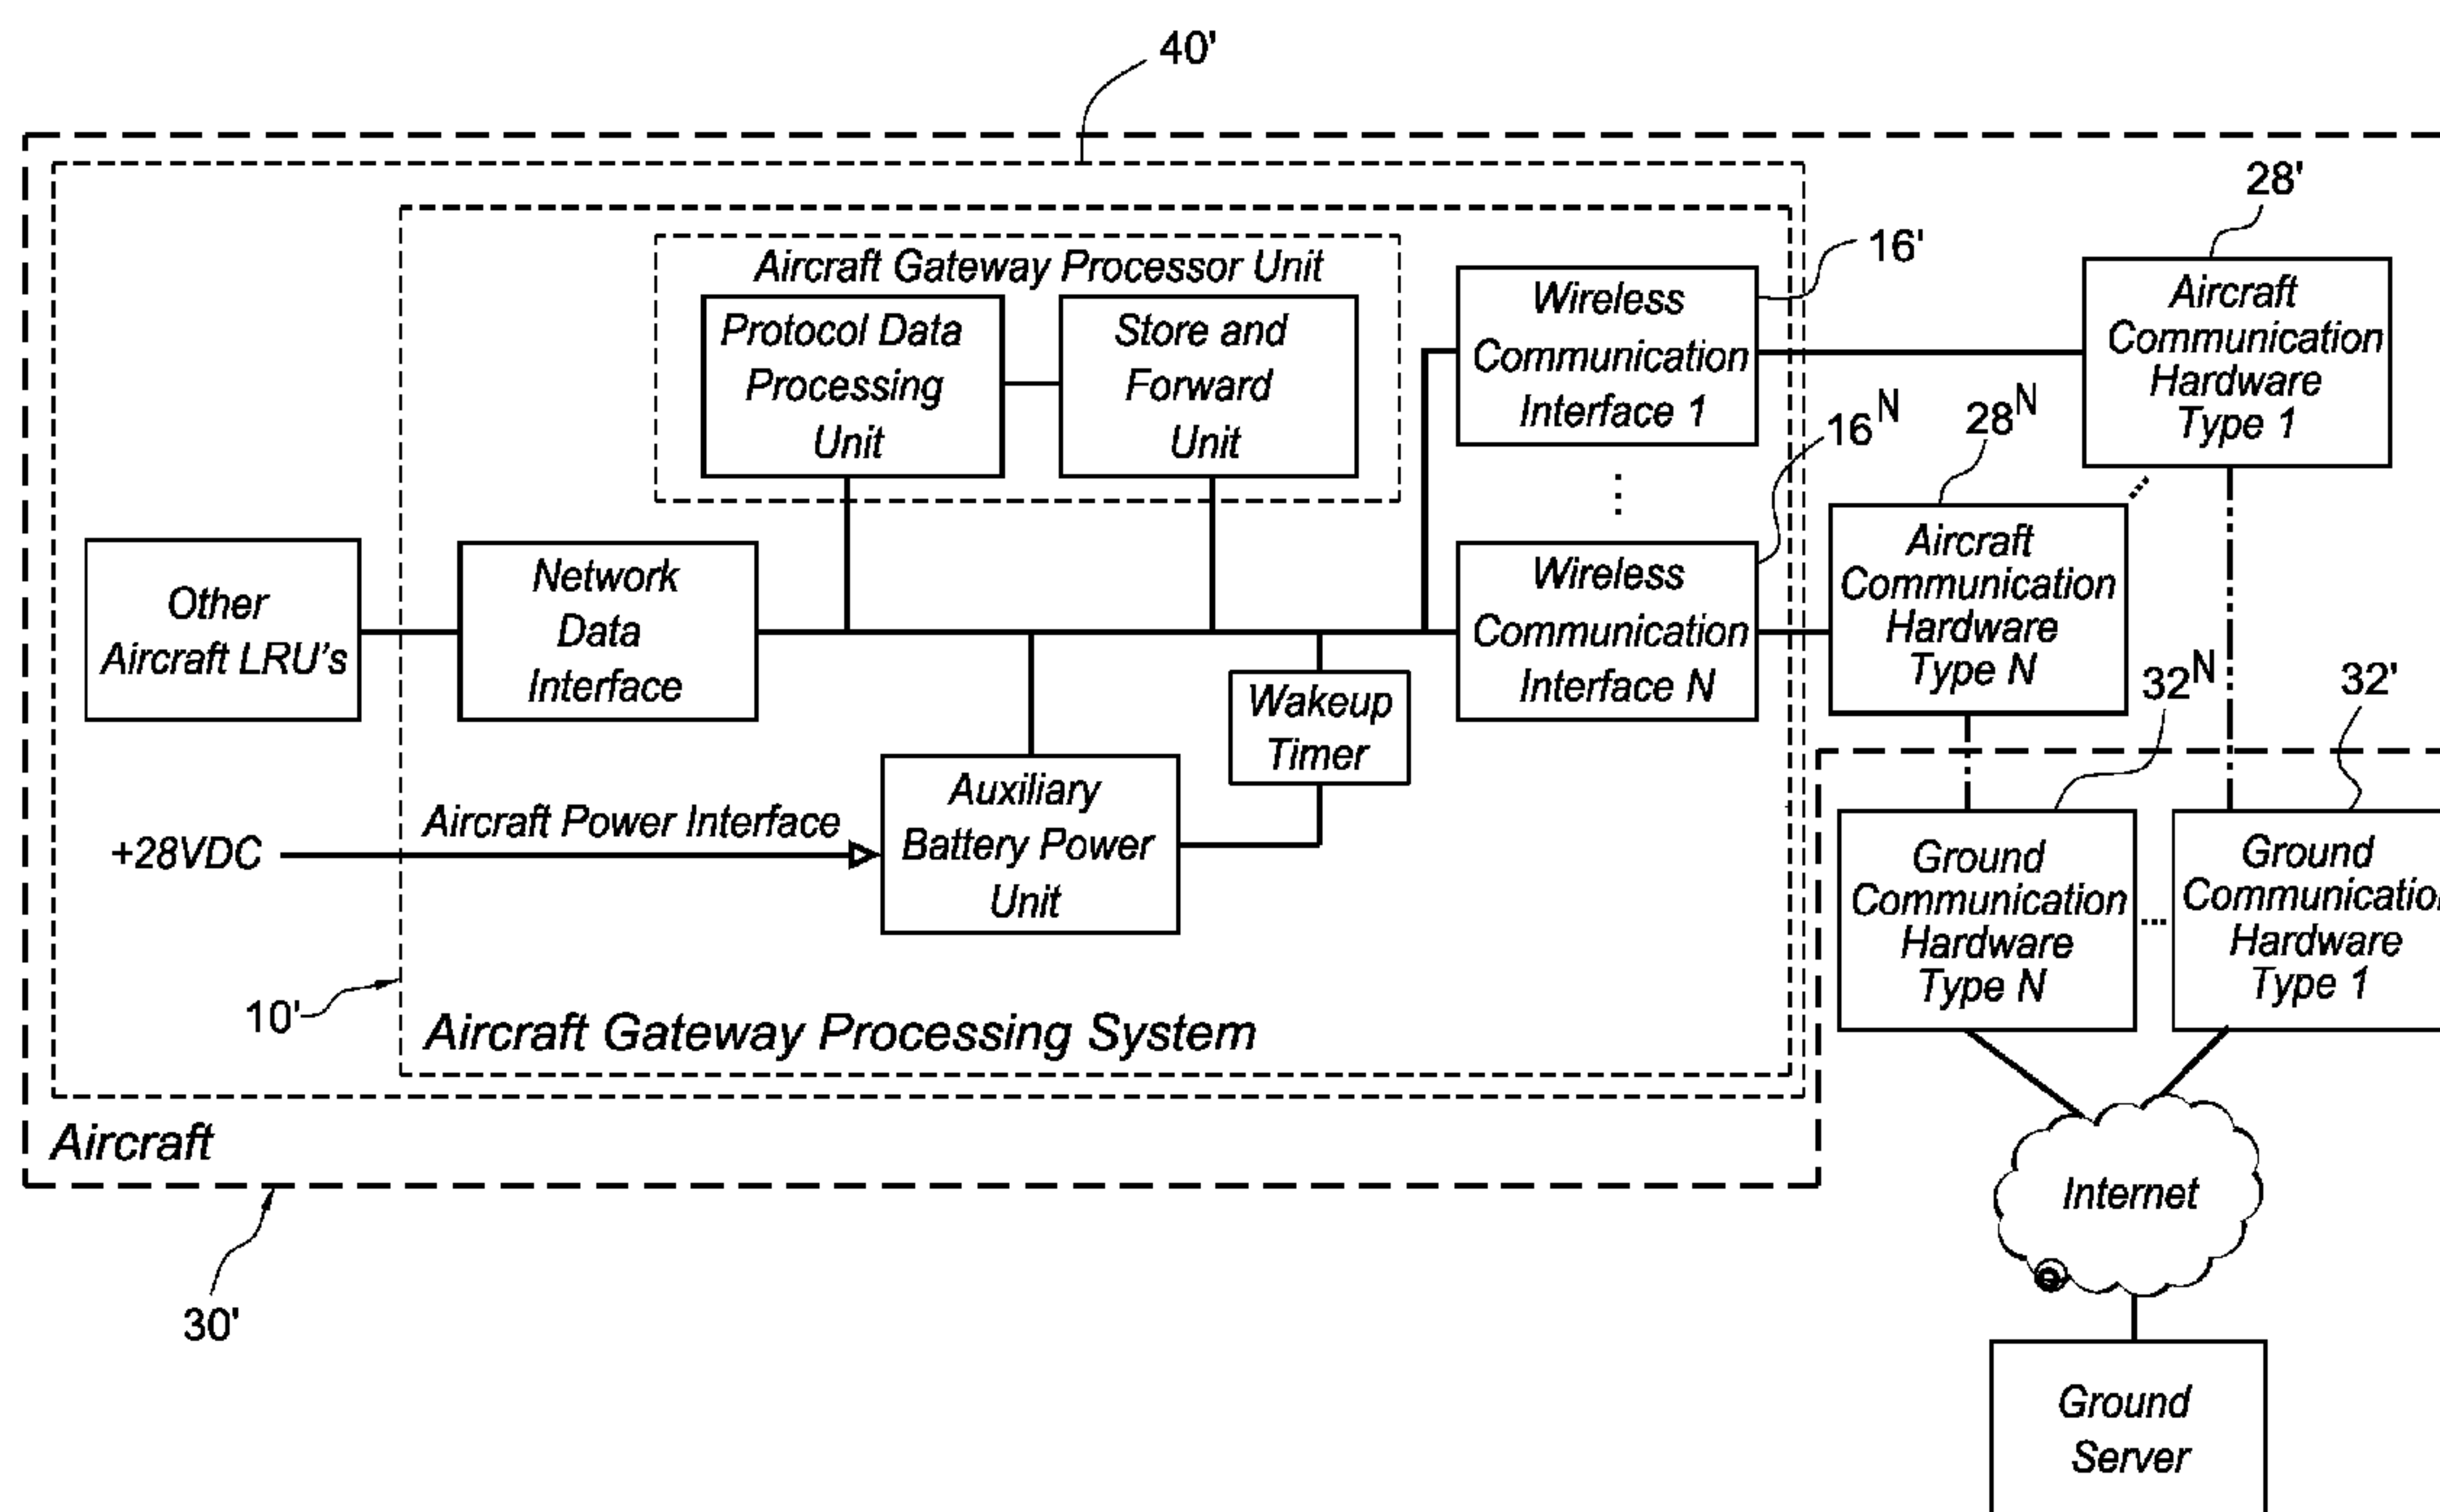 40'
28'
Aircraft Gateway Processor Unit
Protocol Data
Processing
Unit
Store and
Forward
Unit
Wireless
Communication
Interface 1
16'
Aircraft
Communication
Hardware
Type 1
16N
28N
Other
Aircraft LRU's
Network
Data
Interface
Wireless
Communication
Interface N
Aircraft
Communication
Hardware
Type N
Wakeup
Timer
32N
32'
+28VDC
Aircraft Power Interface
Auxiliary
Battery Power
Unit
Ground
Communication
Hardware
Type N
...
Ground
Communicatio
Hardware
Type 1
10'
Aircraft Gateway Processing System
Aircraft
30'
Internet
Ground
Server